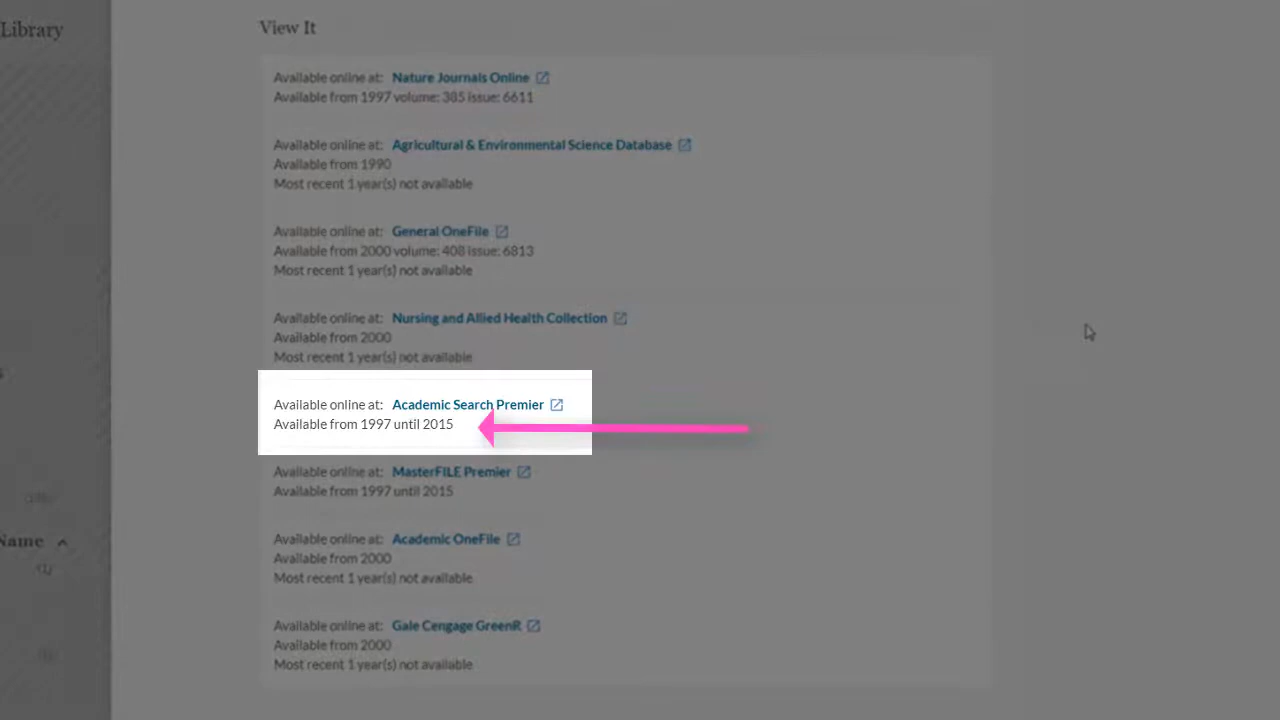 Library
View It
Available online at: Nature Journals Online
Available from 1997 volume: 385 issue: 6611
Available online at: Agricultural & Environmental Science Database
Available from 1990
Most recent 1 year(s) not available
Available online at: General OneFile
Available from 2000 volume: 408 issue: 6813
Most recent 1 year(s) not available
Available online at: Nursing and Allied Health Collection
Available from 2000
Most recent 1 year(s) not available
Available online at: Academic Search Premier
Available from 1997 until 2015
Available online at: MasterFILE Premier
Available from 1997 until 2015
Name
(1)
Available online at: Academic OneFile
Available from 2000
Most recent 1 year(s) not available
Available online at: Gale Cengage GreenR
Available from 2000
Most recent 1 year(s) not available